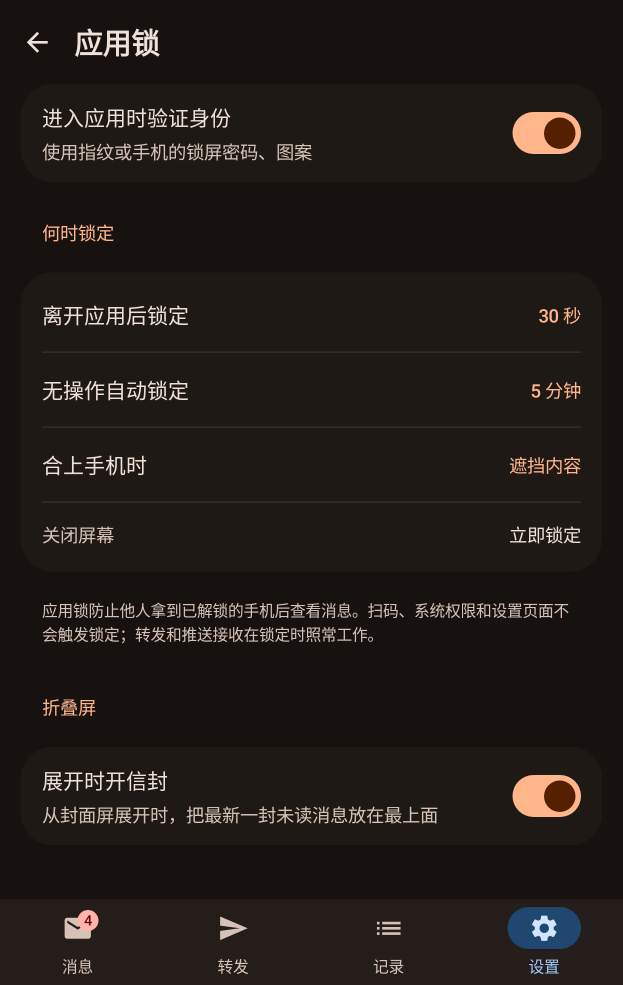 应用锁
进入应用时验证身份
使用指纹或手机的锁屏密码、图案
何时锁定
离开应用后锁定
30 秒
无操作自动锁定
5 分钟
合上手机时
遮挡内容
关闭屏幕
立即锁定
应用锁防止他人拿到已解锁的手机后查看消息。扫码、系统权限和设置页面不
会触发锁定；转发和推送接收在锁定时照常工作。
折叠屏
展开时开信封
从封面屏展开时，把最新一封未读消息放在最上面
4
消息
转发
记录
设置